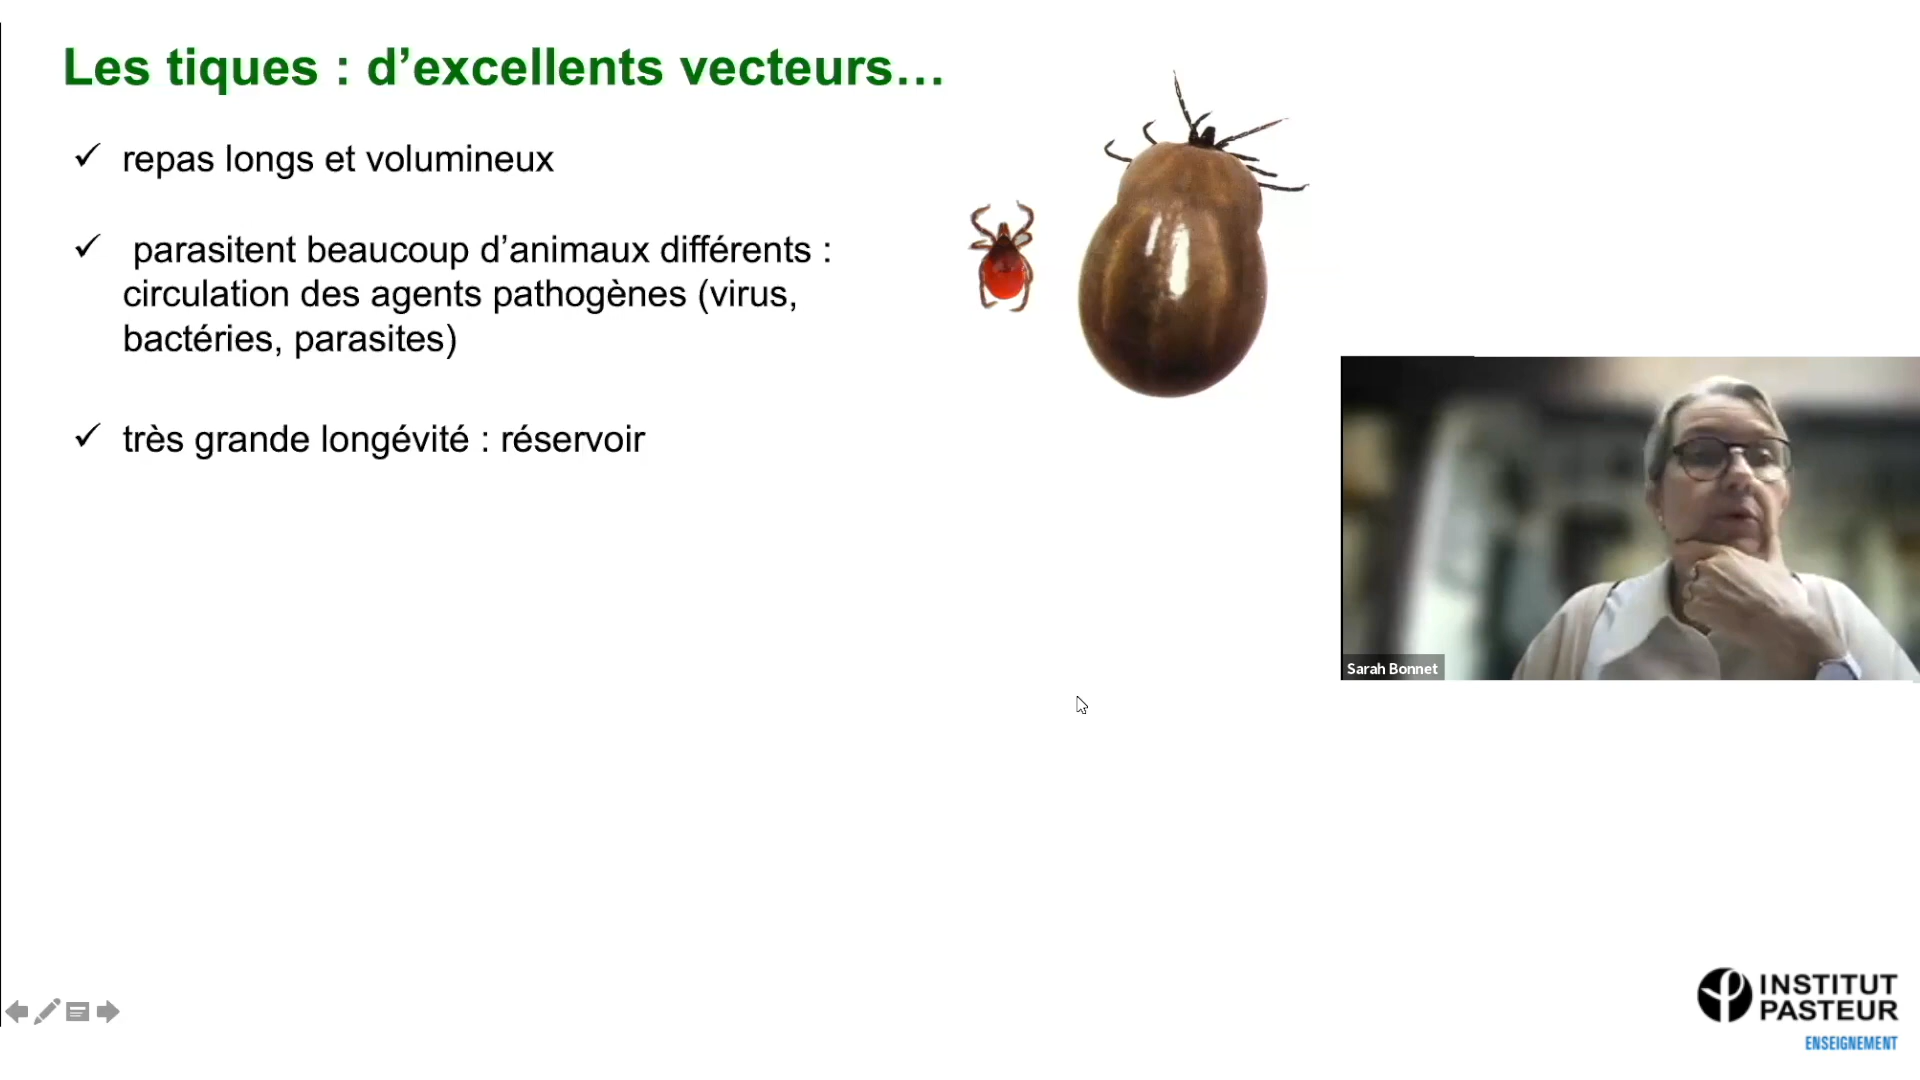 Les tiques : d’excellents vecteurs…
✓ repas longs et volumineux
✓ parasitent beaucoup d’animaux différents :
circulation des agents pathogènes (virus,
bactéries, parasites)
✓ très grande longévité : réservoir
Sarah Bonnet
INSTITUT
PASTEUR
ENSEIGNEMENT